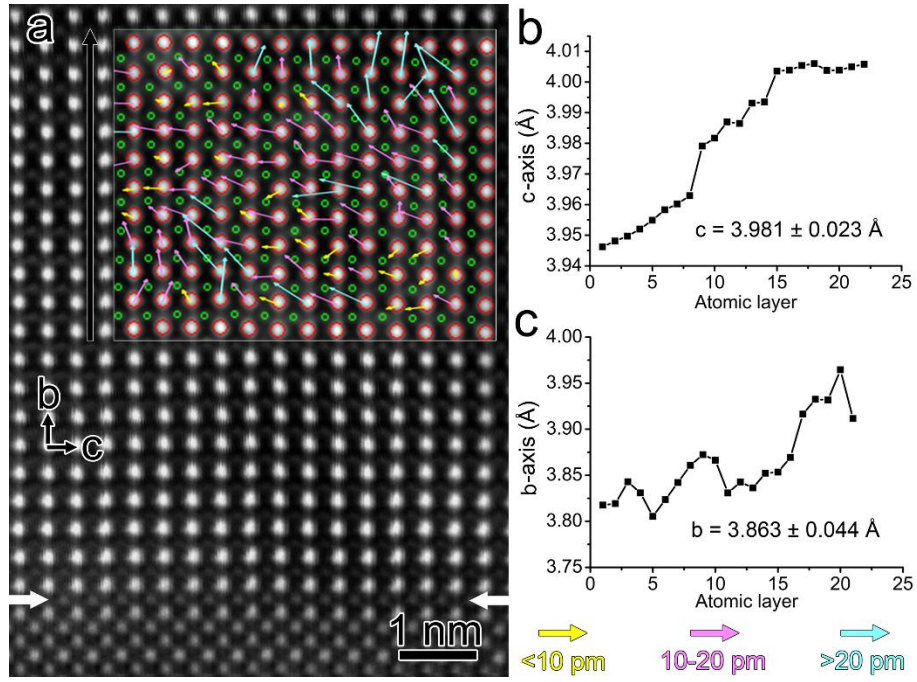 a
b
c
1 nm
b
4.01
4.00
3.99
3.98
3.97
3.96
3.95
3.94
c-axis (Å)
c = 3.981 ± 0.023 Å
0 5 10 15 20 25
Atomic layer
c
4.00
3.95
3.90
3.85
3.80
3.75
b-axis (Å)
b = 3.863 ± 0.044 Å
0 5 10 15 20 25
Atomic layer
<10 pm 10-20 pm >20 pm